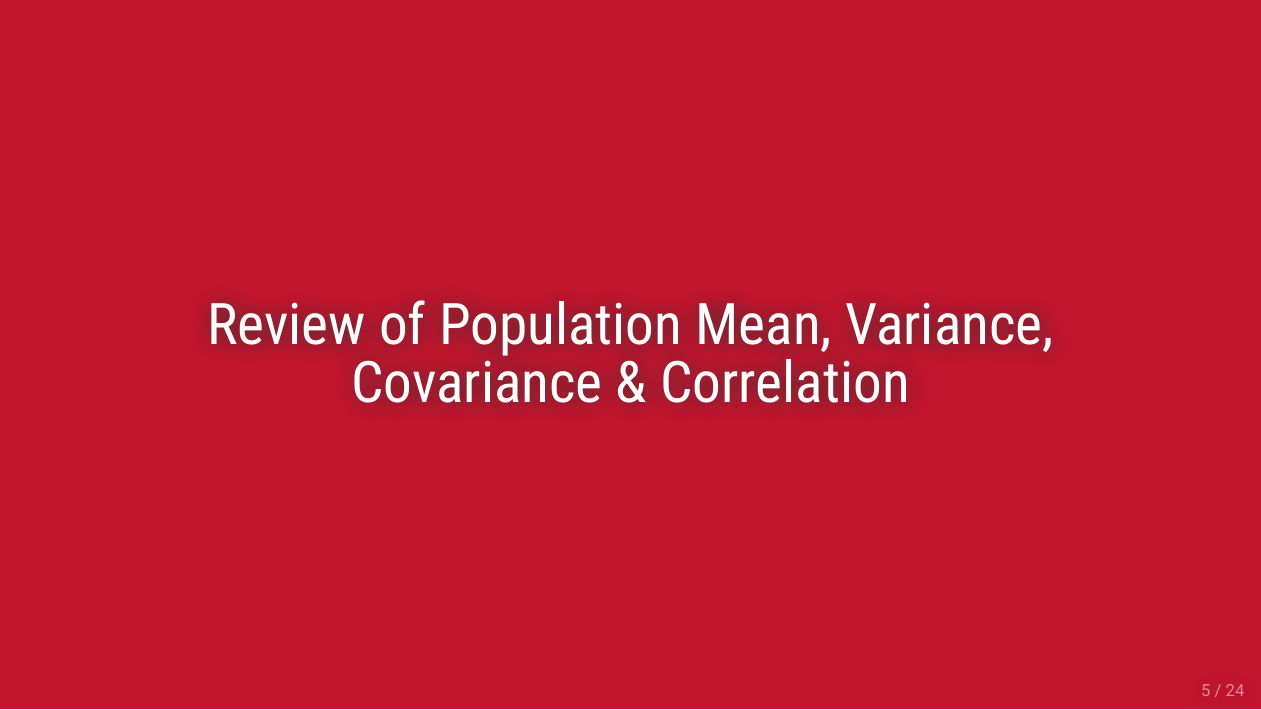 Review of Population Mean, Variance,
Covariance & Correlation
5 / 24